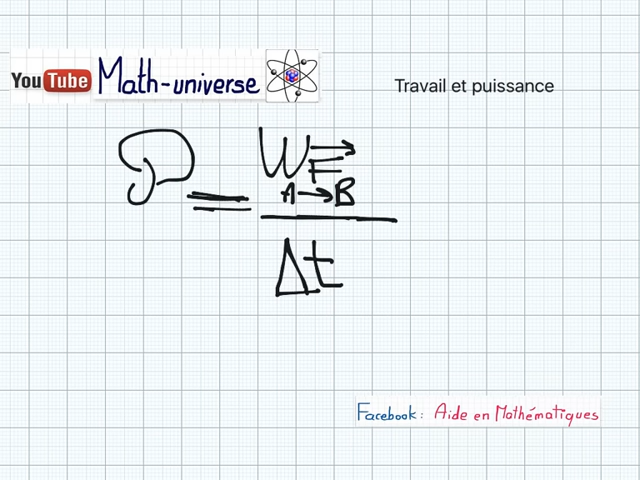 YouTube Math-universe
Travail et puissance
P = W F→
A → B
Δt
Facebook: Aide en Mathématiques